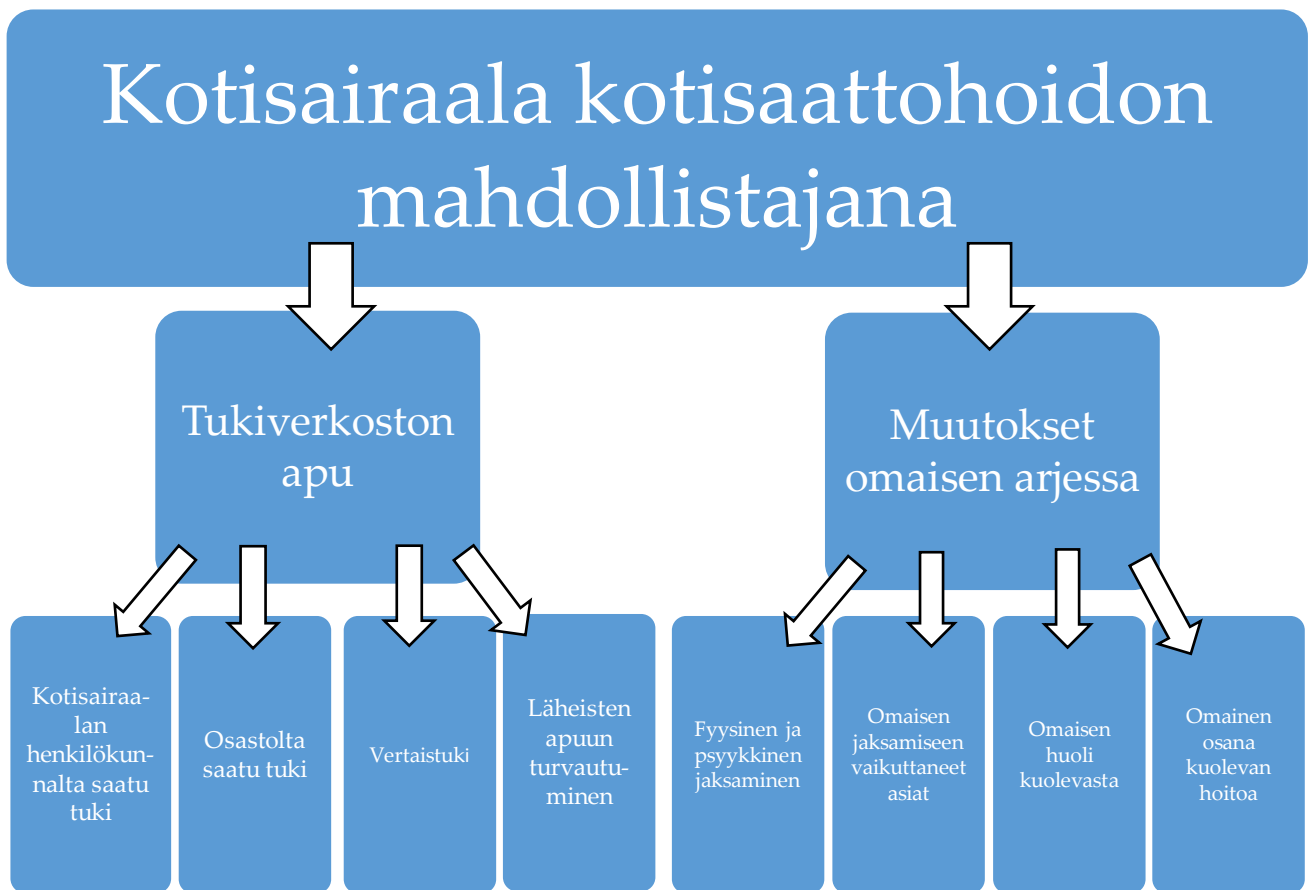 Kotisairaala kotisaattohoidon
mahdollistajana
Tukiverkoston
apu
Muutokset
omaisen arjessa
Kotisairaa-
lan
henkilökun-
nalta saatu
tuki
Osastolta
saatu tuki
Vertaistuki
Läheisten
apuun
turvautu-
minen
Fyysinen ja
psyykkinen
jaksaminen
Omaisen
jaksamiseen
vaikuttaneet
asiat
Omaisen
huoli
kuolevasta
Omainen
osana
kuolevan
hoitoa